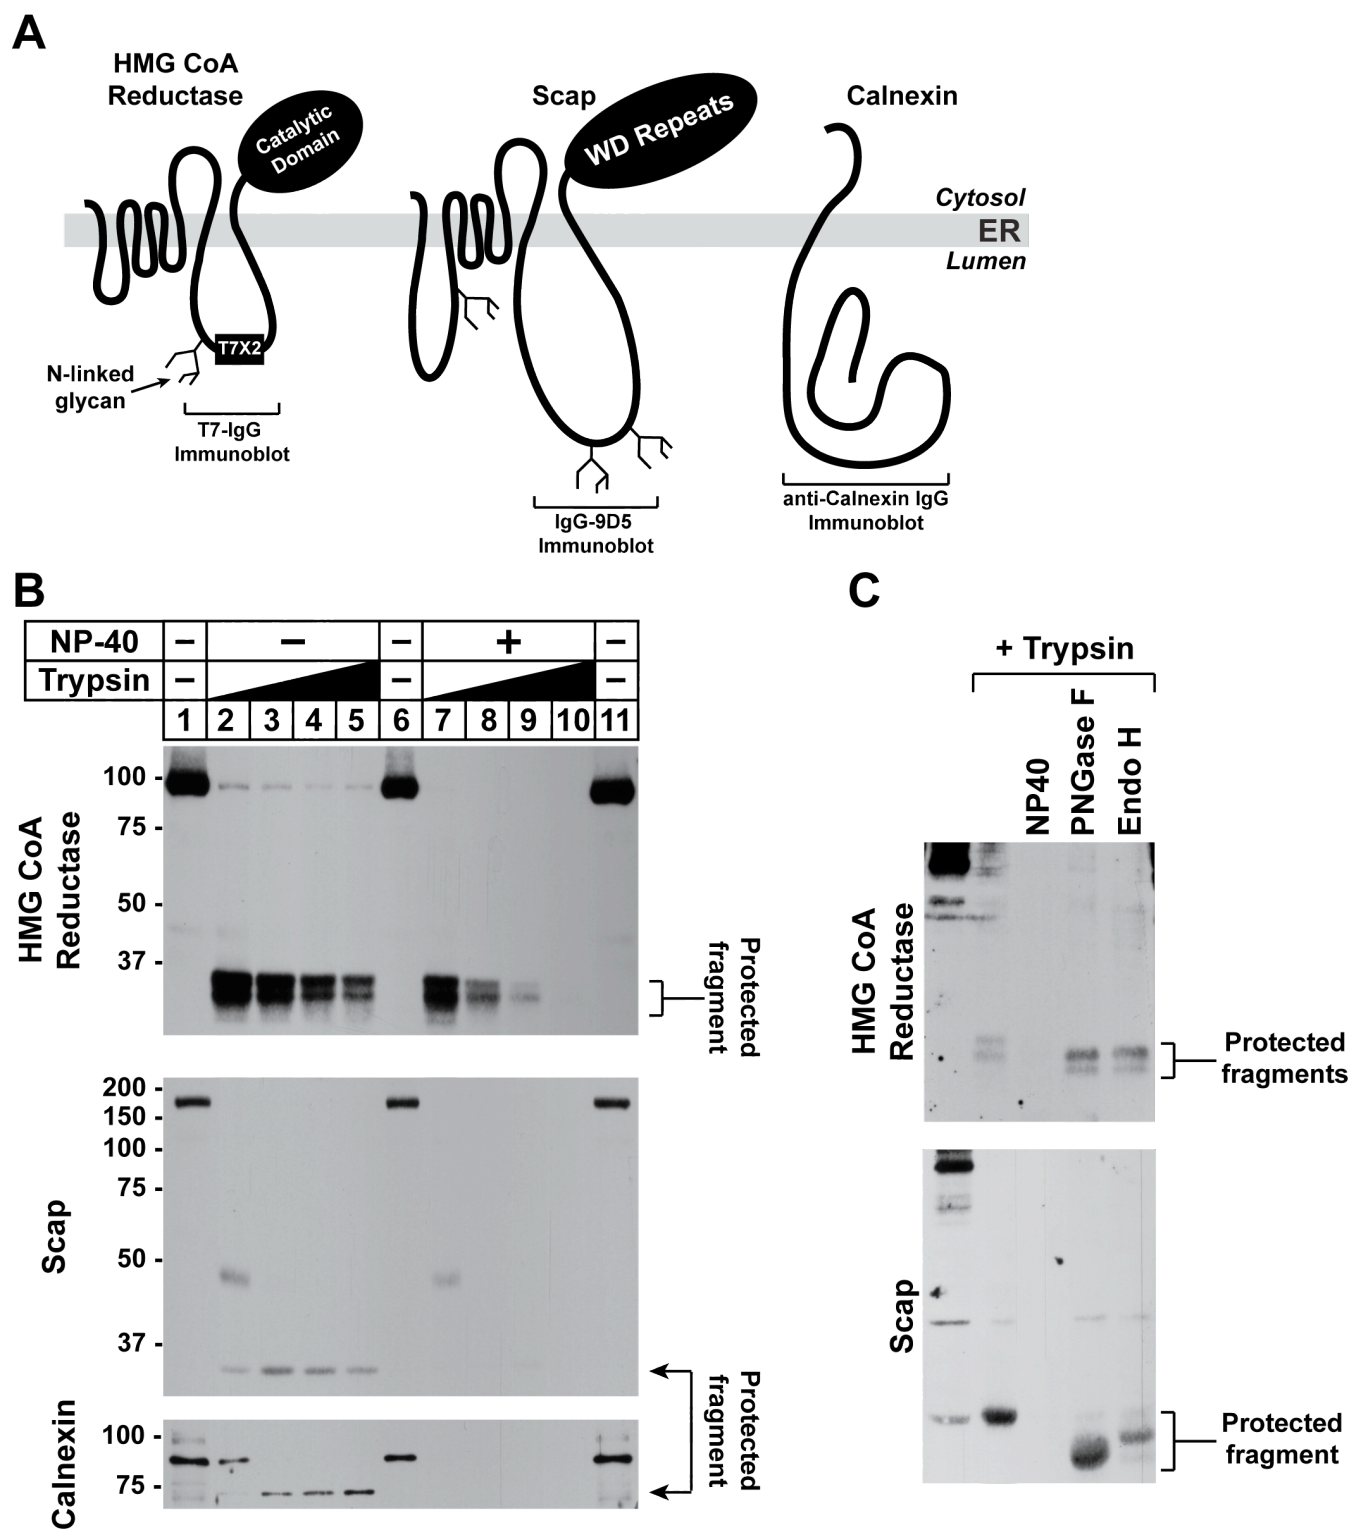 A
HMG CoA
Reductase
Catalytic
Domain
Scap
WD Repeats
Calnexin
Cytosol
ER
Lumen
T7X2
N-linked
glycan
T7-IgG
Immunoblot
IgG-9D5
Immunoblot
anti-Calnexin IgG
Immunoblot
B
NP-40 – – – + –
Trypsin – – –
1 2 3 4 5 6 7 8 9 10 11
HMG CoA
Reductase
100 -
75 -
50 -
37 -
Protected
fragment
Scap
200 -
150 -
100 -
75 -
50 -
37 -
Calnexin
100 -
75 -
Protected
fragment
C
+ Trypsin
NP40
PNGase F
Endo H
HMG CoA
Reductase
Protected
fragments
Scap
Protected
fragment